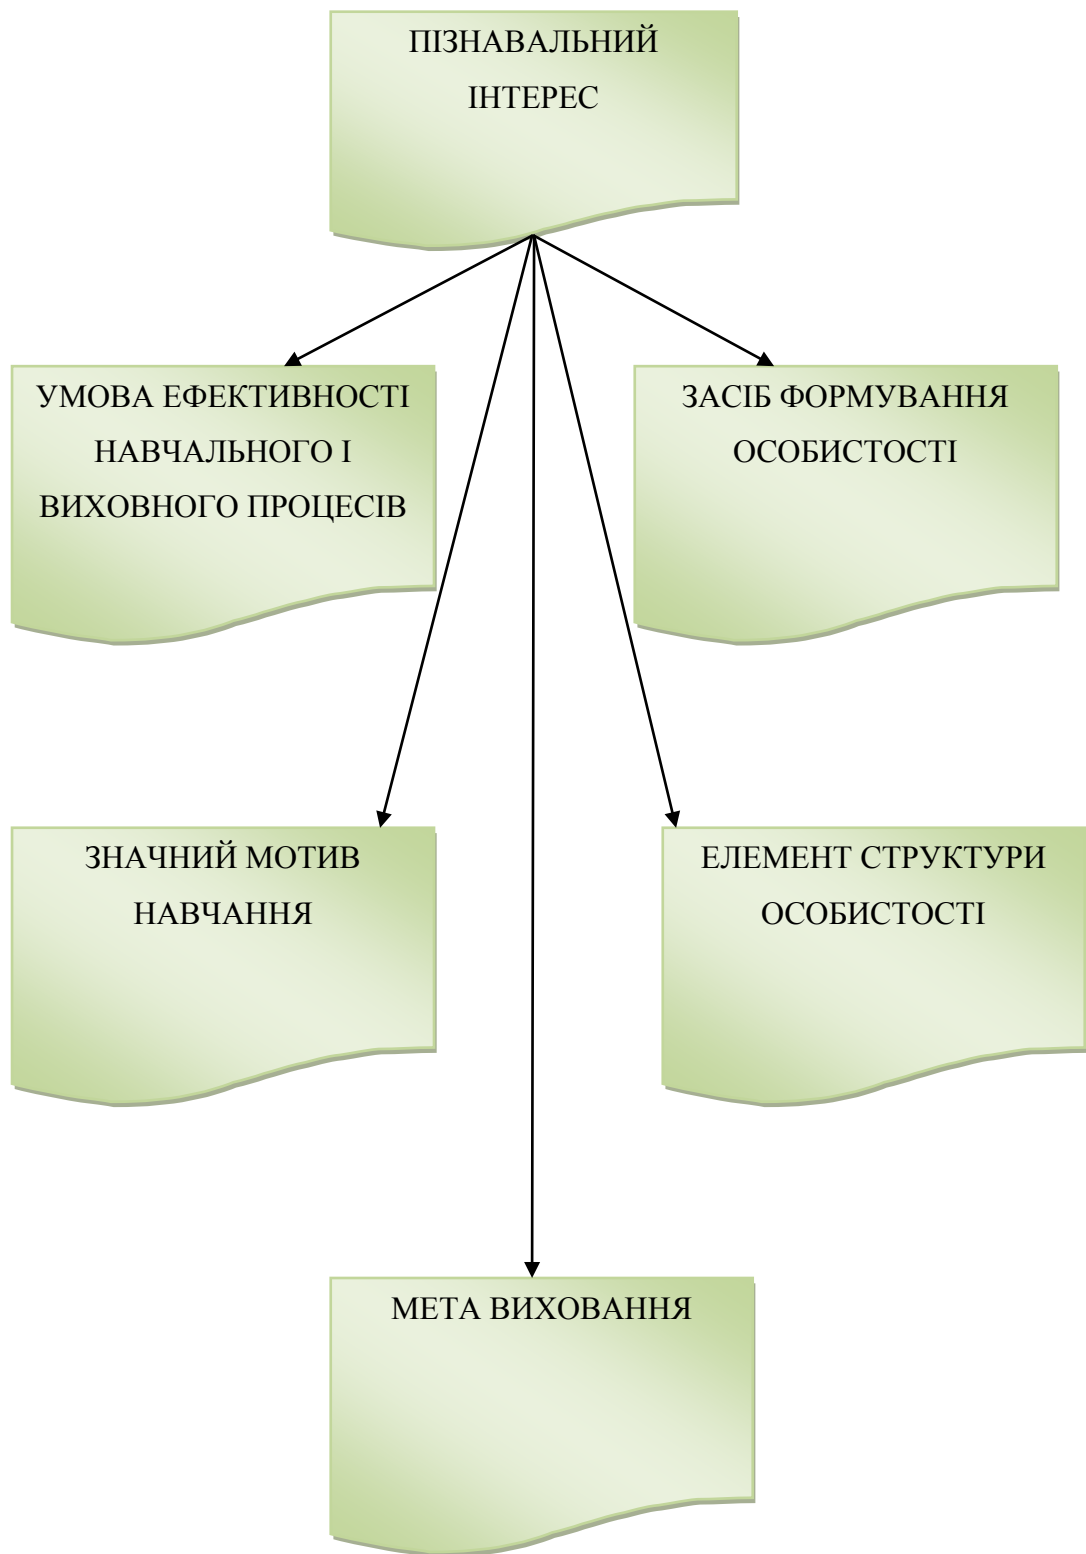 ПІЗНАВАЛЬНИЙ
ІНТЕРЕС
УМОВА ЕФЕКТИВНОСТІ
НАВЧАЛЬНОГО І
ВИХОВНОГО ПРОЦЕСІВ
ЗАСІБ ФОРМУВАННЯ
ОСОБИСТОСТІ
ЗНАЧНИЙ МОТИВ
НАВЧАННЯ
ЕЛЕМЕНТ СТРУКТУРИ
ОСОБИСТОСТІ
МЕТА ВИХОВАННЯ